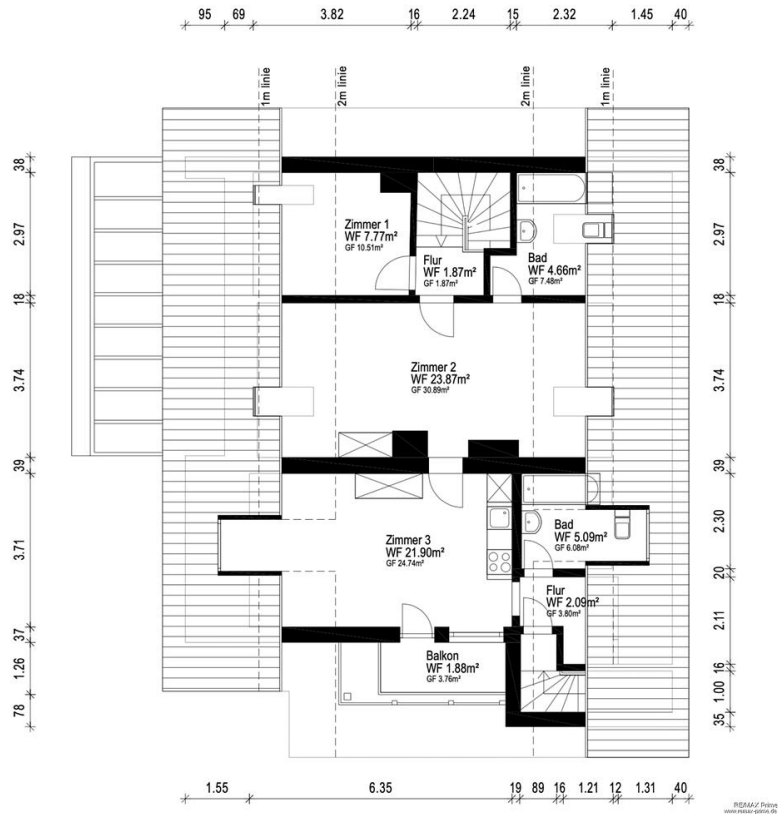 95 69 3.82 16 2.24 15 2.32 1.45 40
1m linie
2m linie
2m linie
1m linie
38
2.97
18
3.74
39
3.71
37
1.26
78
Zimmer 1
WF 7.77m²
GF 10.51m²
Flur
WF 1.87m²
GF 1.87m²
Bad
WF 4.66m²
GF 7.48m²
Zimmer 2
WF 23.87m²
GF 30.89m²
Zimmer 3
WF 21.90m²
GF 24.74m²
Bad
WF 5.09m²
GF 6.08m²
Flur
WF 2.09m²
GF 3.80m²
Balkon
WF 1.88m²
GF 3.76m²
38
2.97
18
3.74
39
2.30
20
2.11
16
1.00
35
1.55 6.35 19 89 16 1.21 12 1.31 40
RE/MAX Prime
www.remax-prime.de